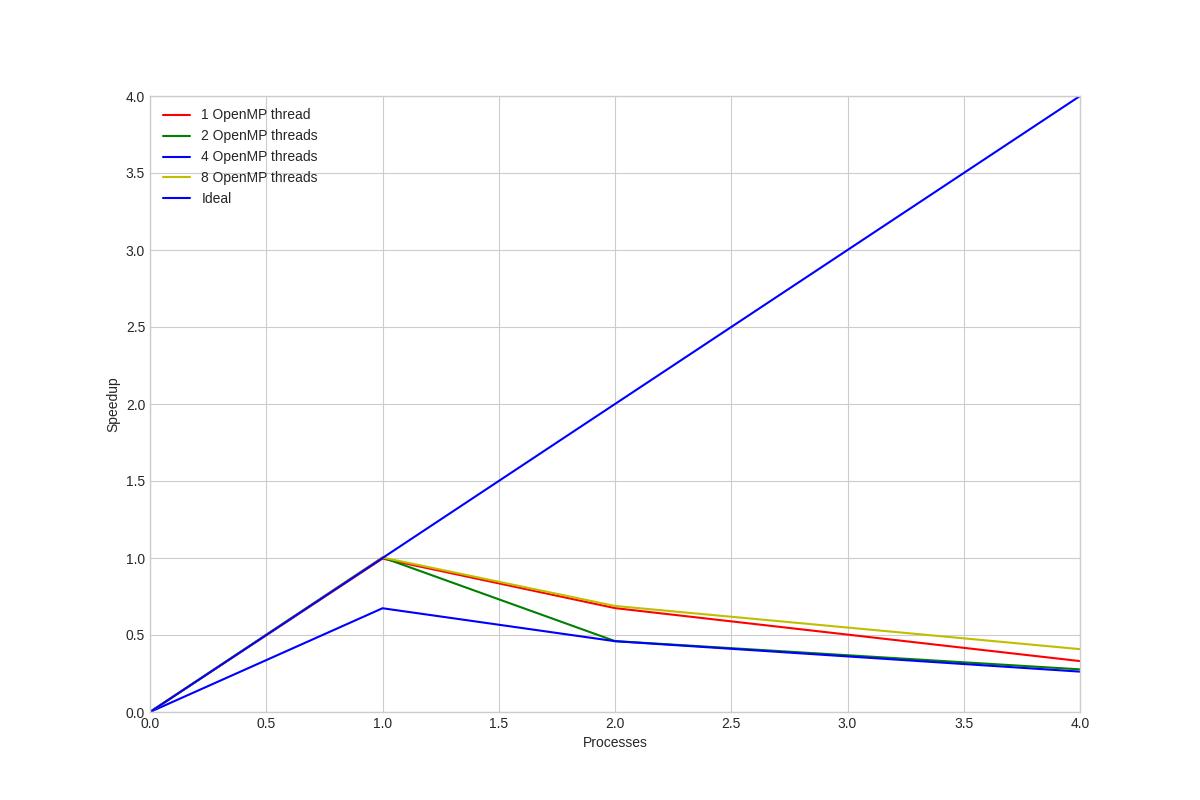 4.0
3.5
3.0
2.5
2.0
1.5
1.0
0.5
0.0
Speedup
1 OpenMP thread
2 OpenMP threads
4 OpenMP threads
8 OpenMP threads
Ideal
0.0 0.5 1.0 1.5 2.0 2.5 3.0 3.5 4.0
Processes